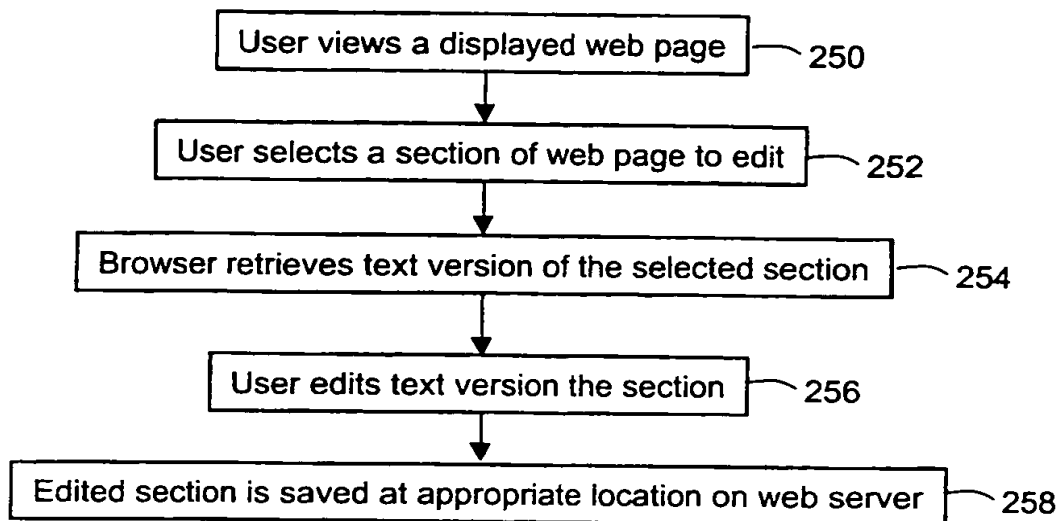 User views a displayed web page 250
User selects a section of web page to edit 252
Browser retrieves text version of the selected section 254
User edits text version the section 256
Edited section is saved at appropriate location on web server 258